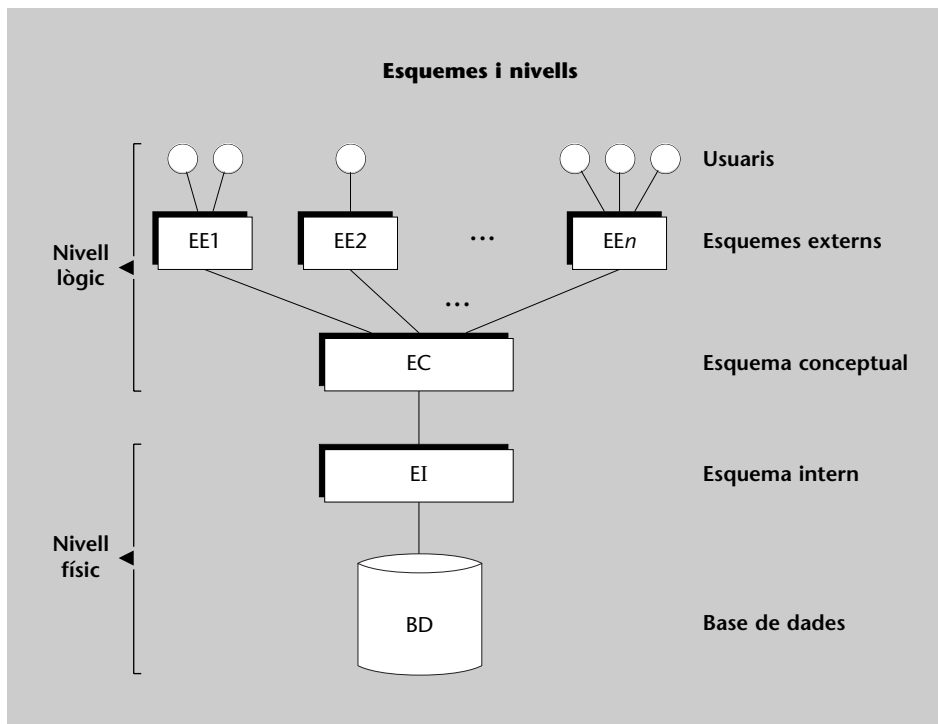 Esquemes i nivells
Usuaris
Nivell
lògic
EE1
EE2
...
EEn
Esquemes externs
...
EC
Esquema conceptual
Nivell
físic
EI
Esquema intern
BD
Base de dades